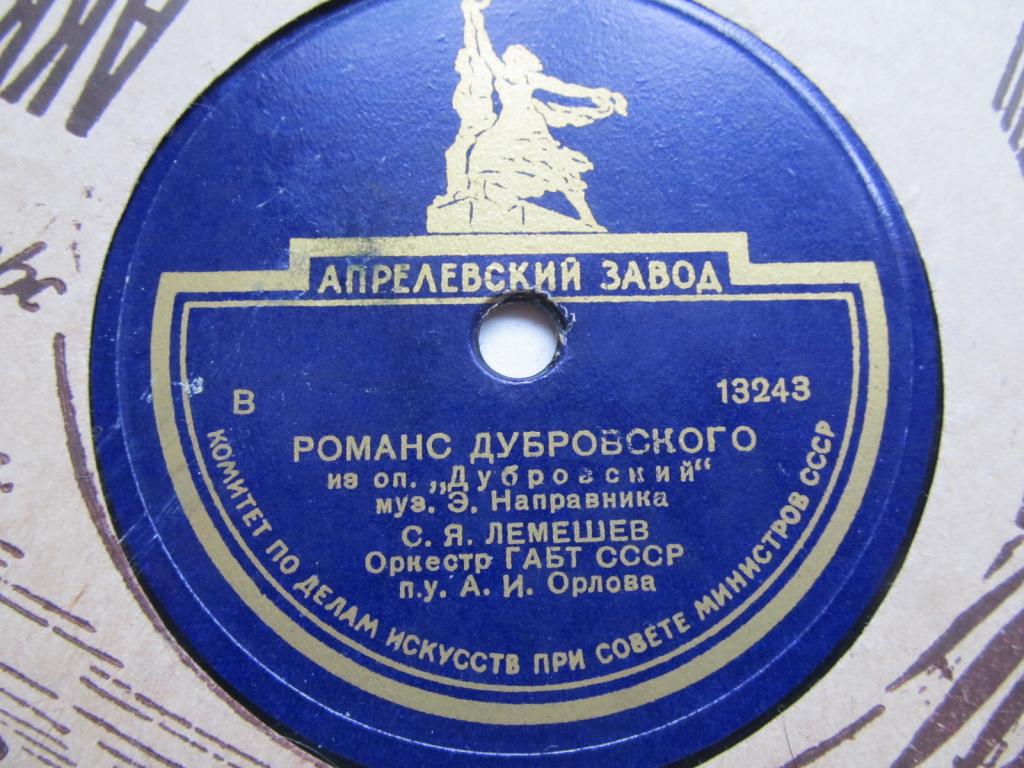 АПРЕЛЕВСКИЙ ЗАВОД
В 13243
РОМАНС ДУБРОВСКОГО
из оп. „Дубровский“
муз. Э. Направника
С. Я. ЛЕМЕШЕВ
Оркестр ГАБТ СССР
п.у. А. И. Орлова
КОМИТЕТ ПО ДЕЛАМ ИСКУССТВ ПРИ СОВЕТЕ МИНИСТРОВ СССР